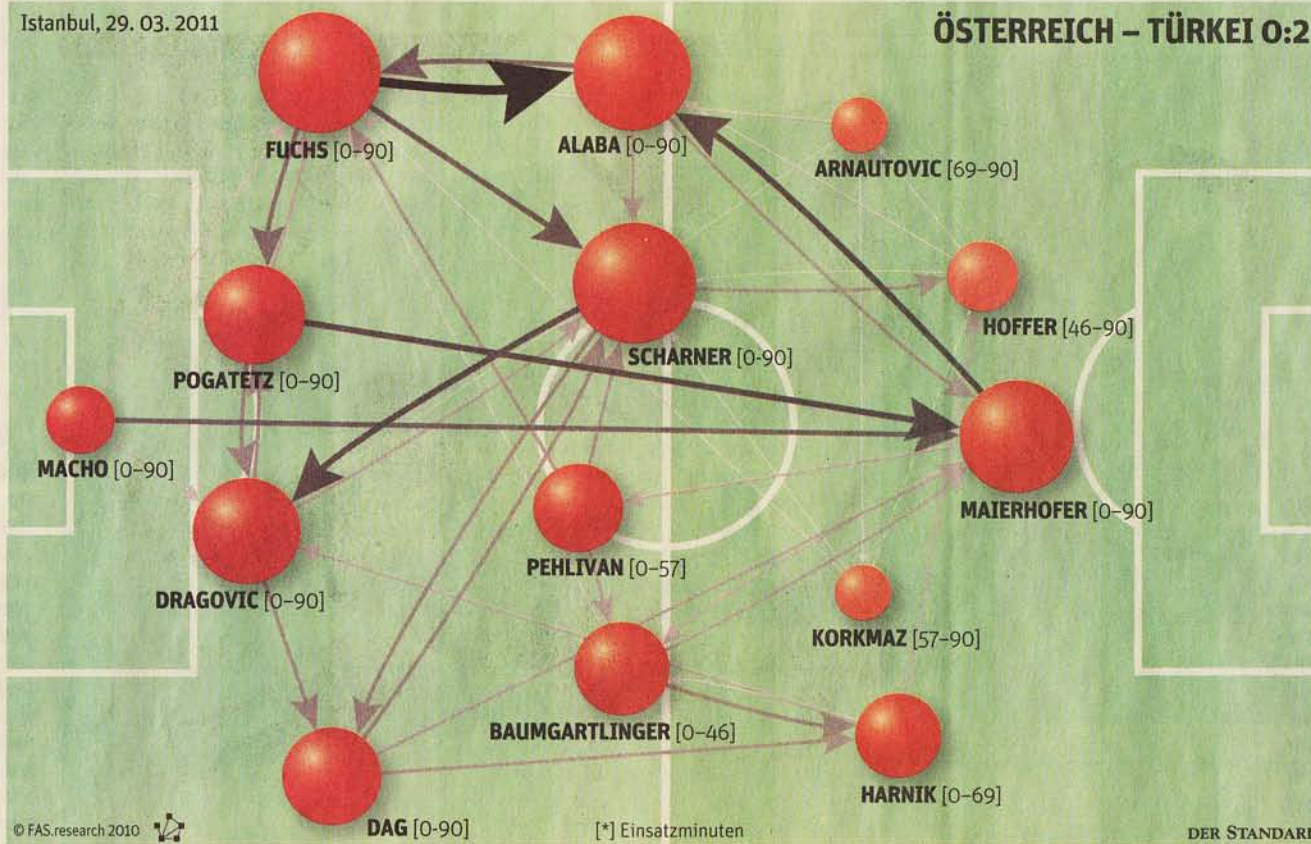 Istanbul, 29. 03. 2011
ÖSTERREICH – TÜRKEI 0:2
FUCHS [0–90]
ALABA [0–90]
ARNAUTOVIC [69–90]
HOFFER [46–90]
SCHARNER [0-90]
POGATETZ [0–90]
MACHO [0–90]
MAIERHOFER [0–90]
PEHLIVAN [0–57]
DRAGOVIC [0–90]
KORKMAZ [57–90]
BAUMGARTLINGER [0–46]
HARNIK [0–69]
DAG [0-90]
© FAS.research 2010
[*] Einsatzminuten
DER STANDARD